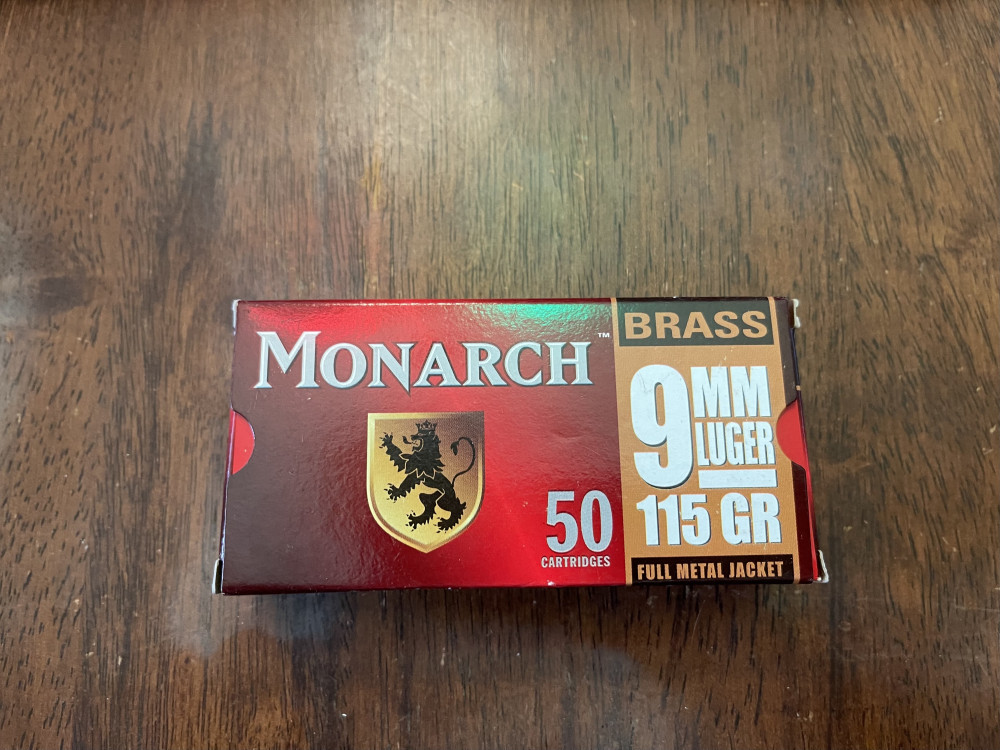 MONARCH™
50
CARTRIDGES
BRASS
9MM
LUGER
115 GR
FULL METAL JACKET